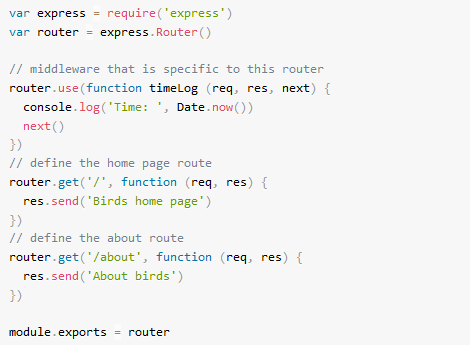 var express = require('express')
var router = express.Router()

// middleware that is specific to this router
router.use(function timeLog (req, res, next) {
  console.log('Time: ', Date.now())
  next()
})
// define the home page route
router.get('/', function (req, res) {
  res.send('Birds home page')
})
// define the about route
router.get('/about', function (req, res) {
  res.send('About birds')
})

module.exports = router